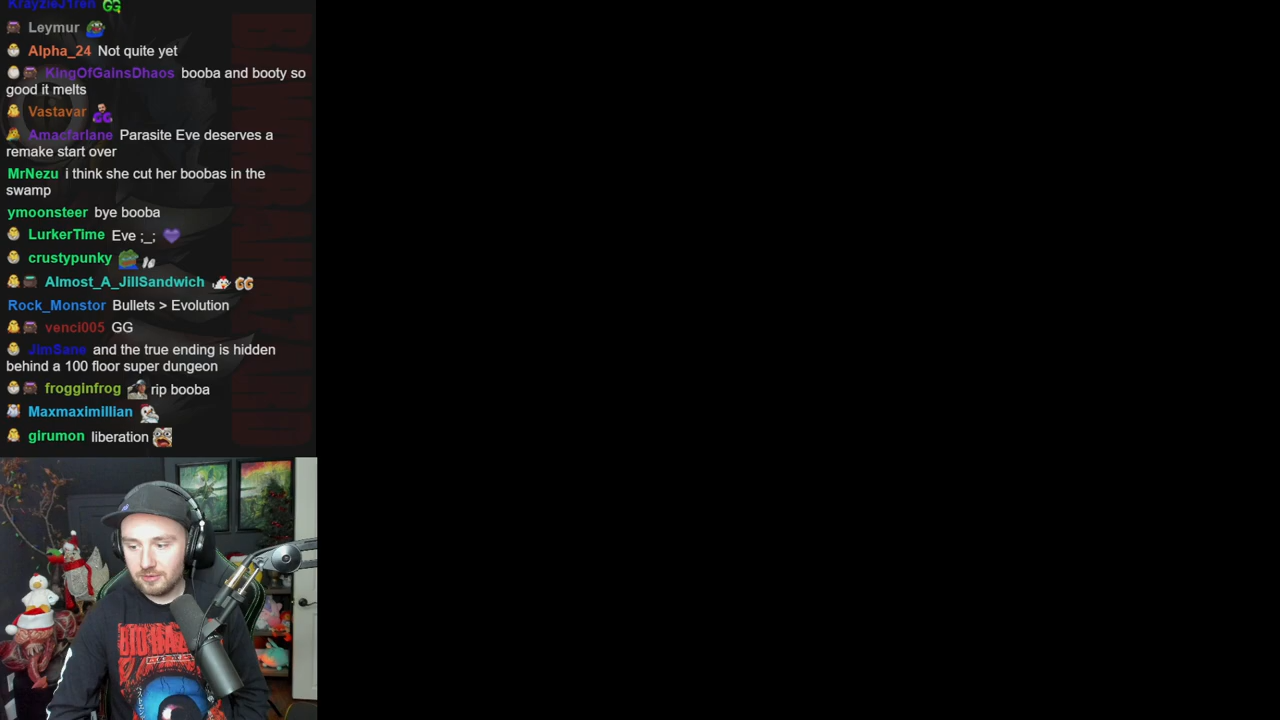 KrayzieJ1ren
Leymur
Alpha_24 Not quite yet
KingOfGainsDhaos booba and booty so
good it melts
Vastavar
Amacfarlane Parasite Eve deserves a
remake start over
MrNezu i think she cut her boobas in the
swamp
ymoonsteer bye booba
LurkerTime Eve ;_;
crustypunky
Almost_A_JillSandwich
Rock_Monstor Bullets > Evolution
venci005 GG
JimSane and the true ending is hidden
behind a 100 floor super dungeon
frogginfrog rip booba
Maxmaximillian
girumon liberation